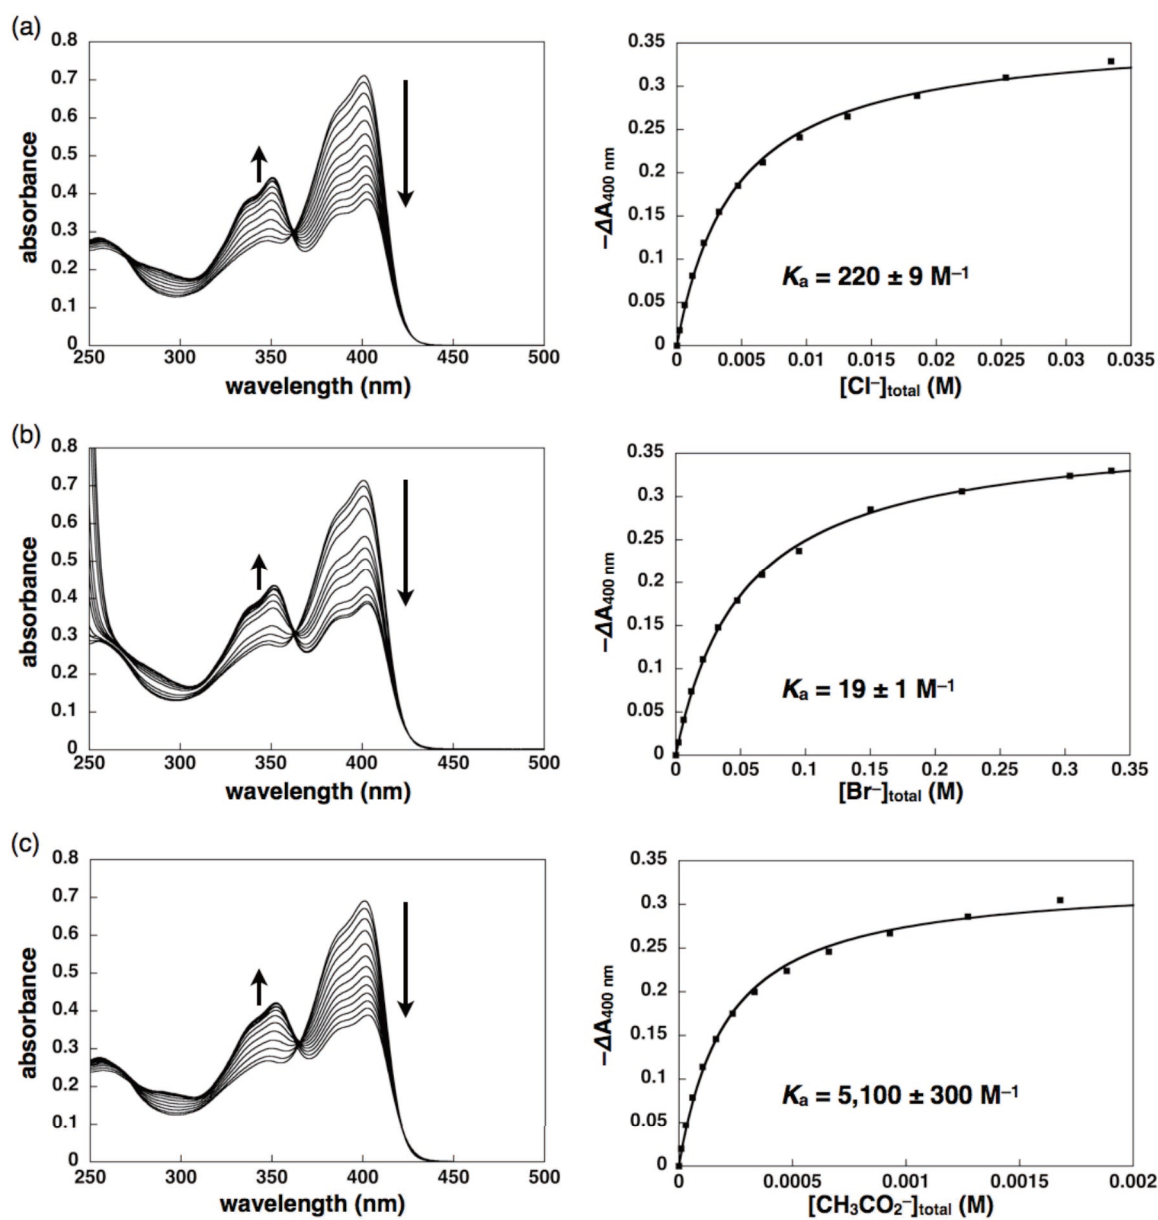 (a)
0.8
0.7
0.6
0.5
0.4
0.3
0.2
0.1
0
absorbance
250 300 350 400 450 500
wavelength (nm)
0.35
0.3
0.25
0.2
0.15
0.1
0.05
0
–ΔA400 nm
Ka = 220 ± 9 M–1
0 0.005 0.01 0.015 0.02 0.025 0.03 0.035
[Cl–]total (M)
(b)
0.8
0.7
0.6
0.5
0.4
0.3
0.2
0.1
0
absorbance
250 300 350 400 450 500
wavelength (nm)
0.35
0.3
0.25
0.2
0.15
0.1
0.05
0
–ΔA400 nm
Ka = 19 ± 1 M–1
0 0.05 0.1 0.15 0.2 0.25 0.3 0.35
[Br–]total (M)
(c)
0.8
0.7
0.6
0.5
0.4
0.3
0.2
0.1
0
absorbance
250 300 350 400 450 500
wavelength (nm)
0.35
0.3
0.25
0.2
0.15
0.1
0.05
0
–ΔA400 nm
Ka = 5,100 ± 300 M–1
0 0.0005 0.001 0.0015 0.002
[CH3CO2–]total (M)